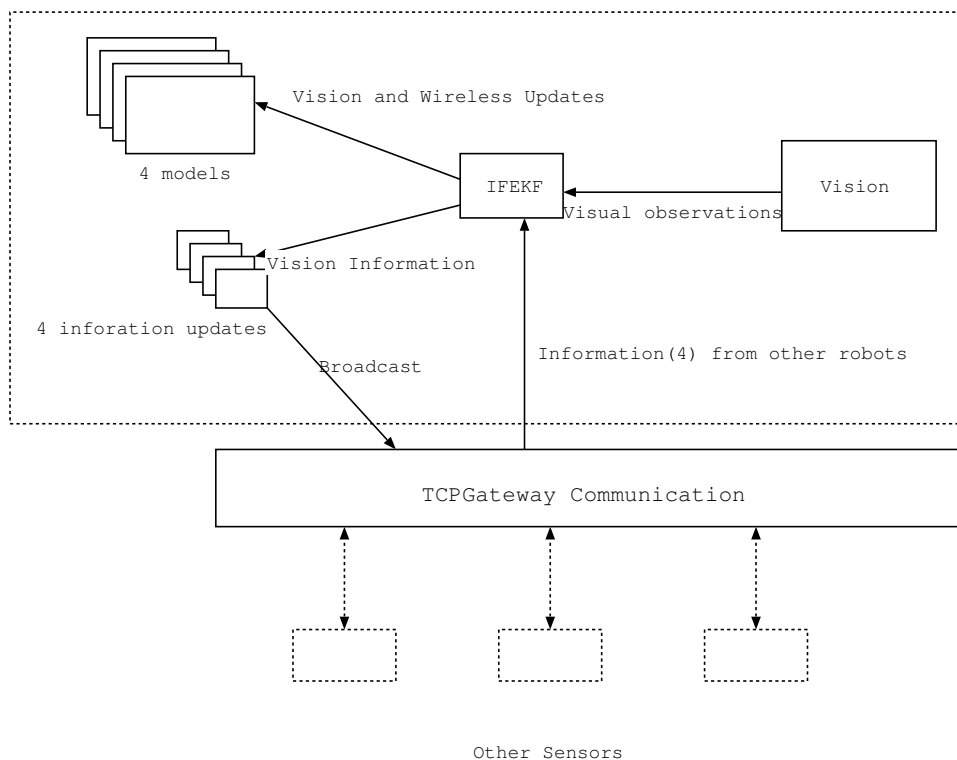 Vision and Wireless Updates
4 models
IFEKF
Vision
Visual observations
Vision Information
4 inforation updates
Information(4) from other robots
Broadcast
TCPGateway Communication
Other Sensors